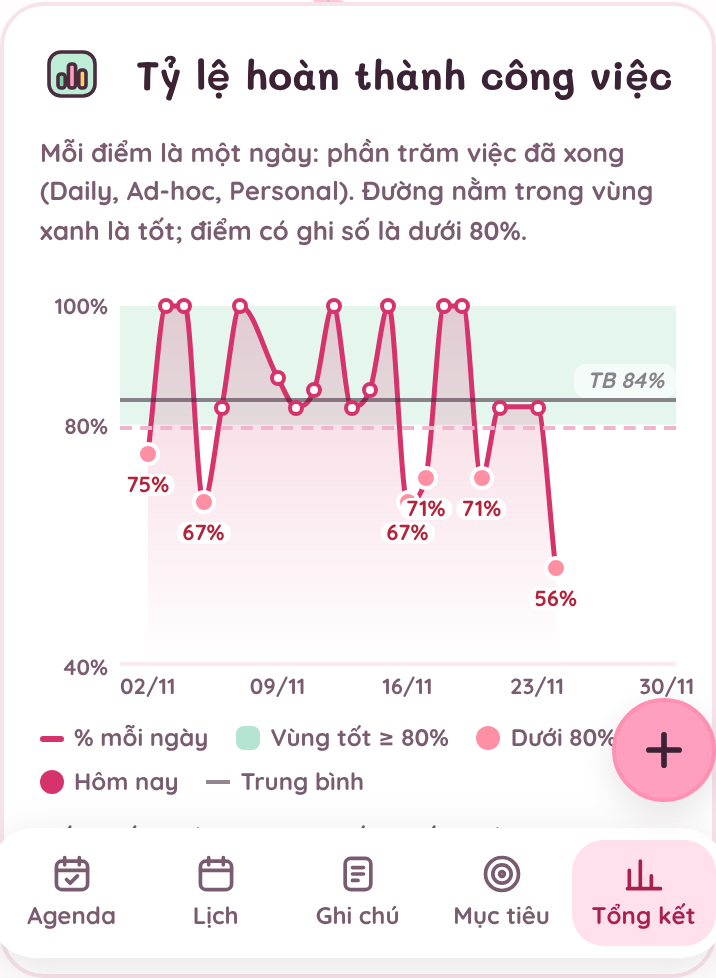 Tỷ lệ hoàn thành công việc
Mỗi điểm là một ngày: phần trăm việc đã xong
(Daily, Ad-hoc, Personal). Đường nằm trong vùng
xanh là tốt; điểm có ghi số là dưới 80%.
100%
TB 84%
80%
75%
71%
71%
67%
67%
56%
40%
02/11 09/11 16/11 23/11 30/11
% mỗi ngày Vùng tốt ≥ 80% Dưới 80%
Hôm nay Trung bình
Agenda Lịch Ghi chú Mục tiêu Tổng kết